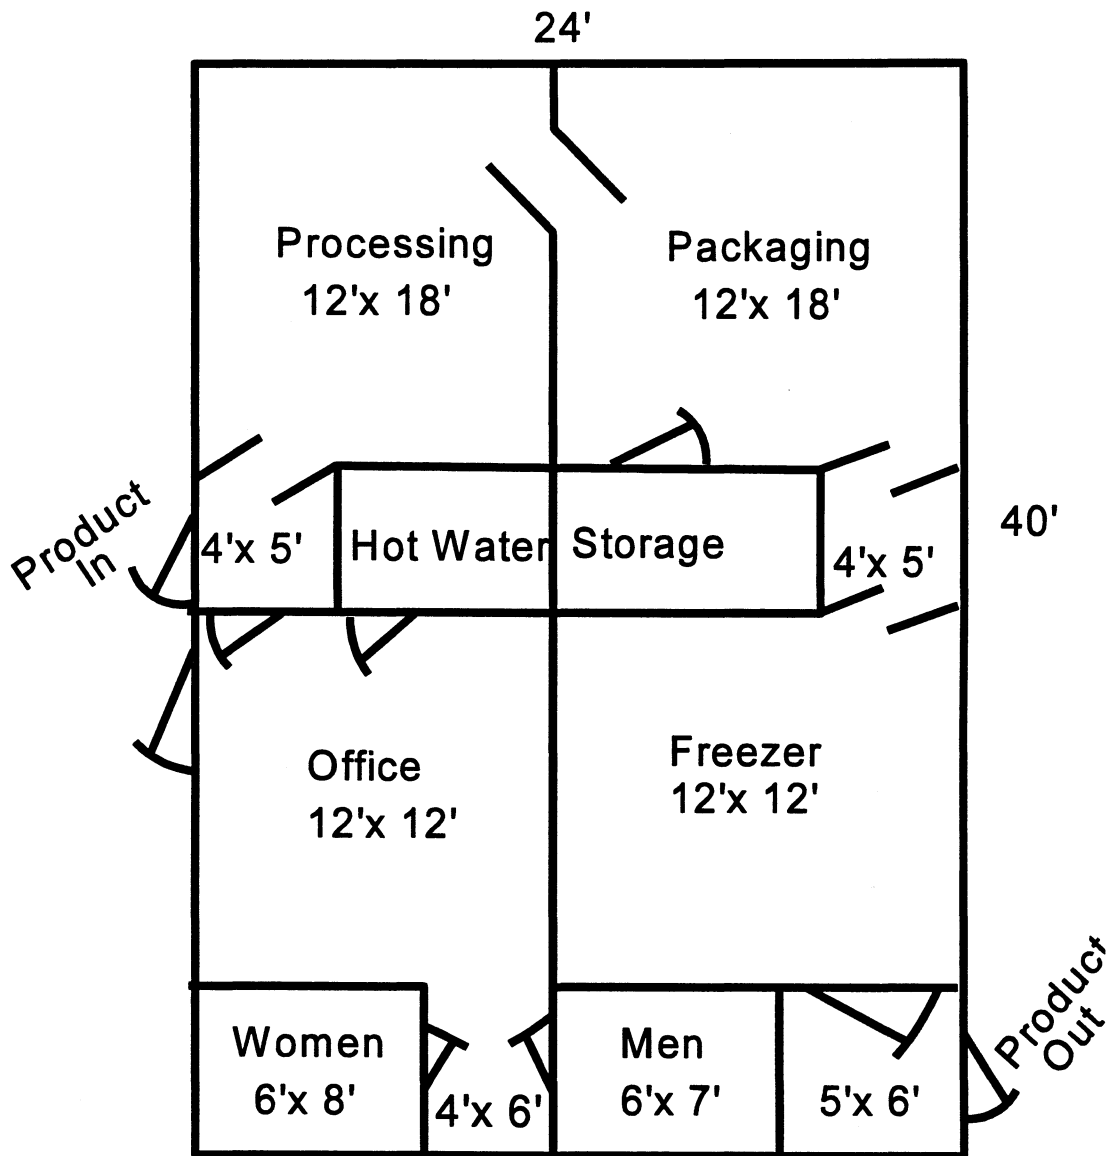 24'
Processing
12'x 18'
Packaging
12'x 18'
Product
In
4'x 5'
Hot Water
Storage
4'x 5'
40'
Office
12'x 12'
Freezer
12'x 12'
Women
6'x 8'
4'x 6'
Men
6'x 7'
5'x 6'
Product
Out